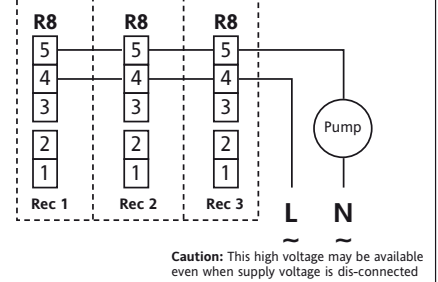 R8 R8 R8
5 5 5
4 4 4
3 3 3
Pump
2 2 2
1 1 1
Rec 1 Rec 2 Rec 3
L N
~ ~
Caution: This high voltage may be available
even when supply voltage is dis-connected